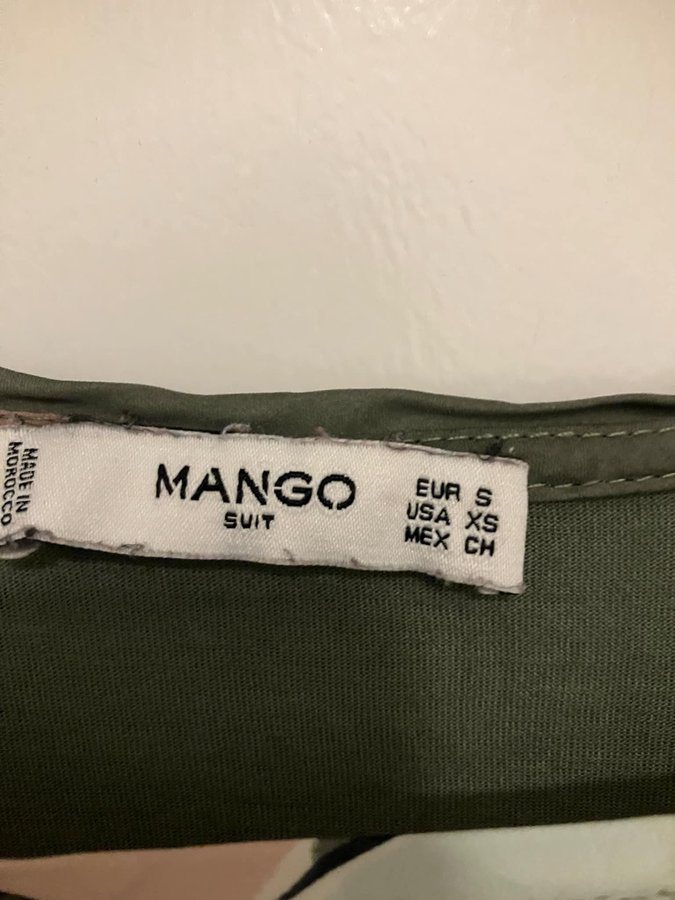 MADE IN
MOROCCO
MANGO
SUIT
EUR S
USA XS
MEX CH